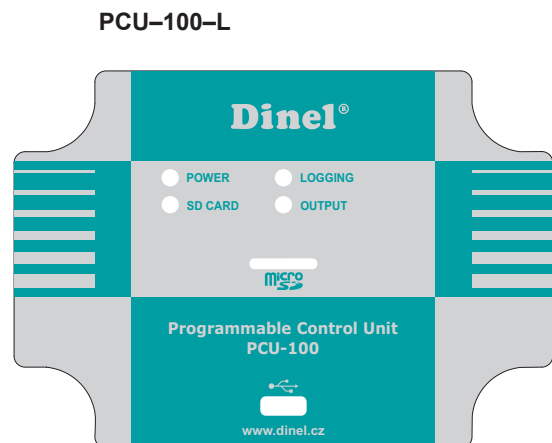 PCU–100–L
Dinel®
POWER
LOGGING
SD CARD
OUTPUT
micro SD
Programmable Control Unit
PCU-100
www.dinel.cz